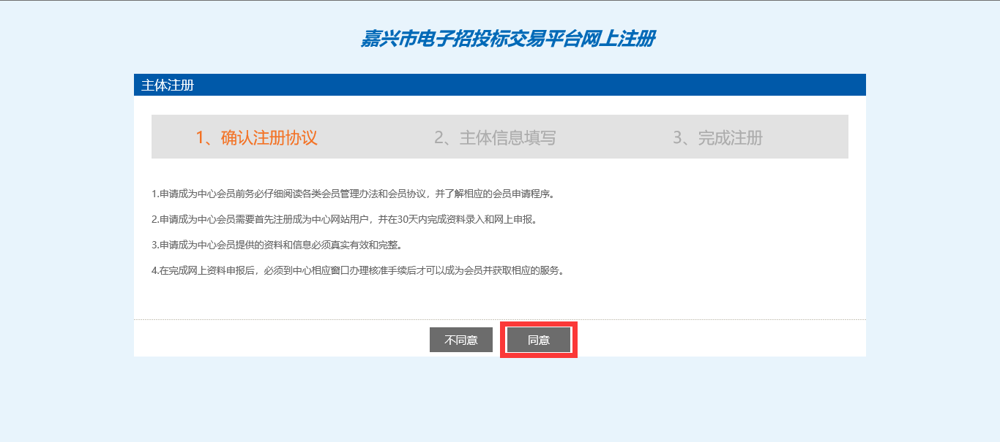 嘉兴市电子招投标交易平台网上注册
主体注册
1、确认注册协议 2、主体信息填写 3、完成注册
1.申请成为中心会员前务必仔细阅读各类会员管理办法和会员协议，并了解相应的会员申请程序。
2.申请成为中心会员需要首先注册成为中心网站用户，并在30天内完成资料录入和网上申报。
3.申请成为中心会员提供的资料和信息必须真实有效和完整。
4.在完成网上资料申报后，必须到中心相应窗口办理核准手续后才可以成为会员并获取相应的服务。
不同意 同意